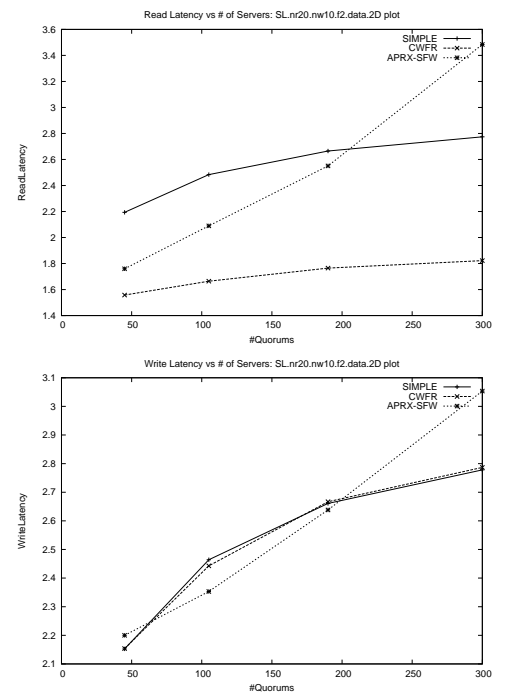 Read Latency vs # of Servers: SL.nr20.nw10.f2.data.2D plot
3.6
3.4
3.2
3
2.8
2.6
2.4
2.2
2
1.8
1.6
1.4
ReadLatency
SIMPLE
CWFR
APRX-SFW
0 50 100 150 200 250 300
#Quorums
Write Latency vs # of Servers: SL.nr20.nw10.f2.data.2D plot
3.1
3
2.9
2.8
2.7
2.6
2.5
2.4
2.3
2.2
2.1
WriteLatency
SIMPLE
CWFR
APRX-SFW
0 50 100 150 200 250 300
#Quorums